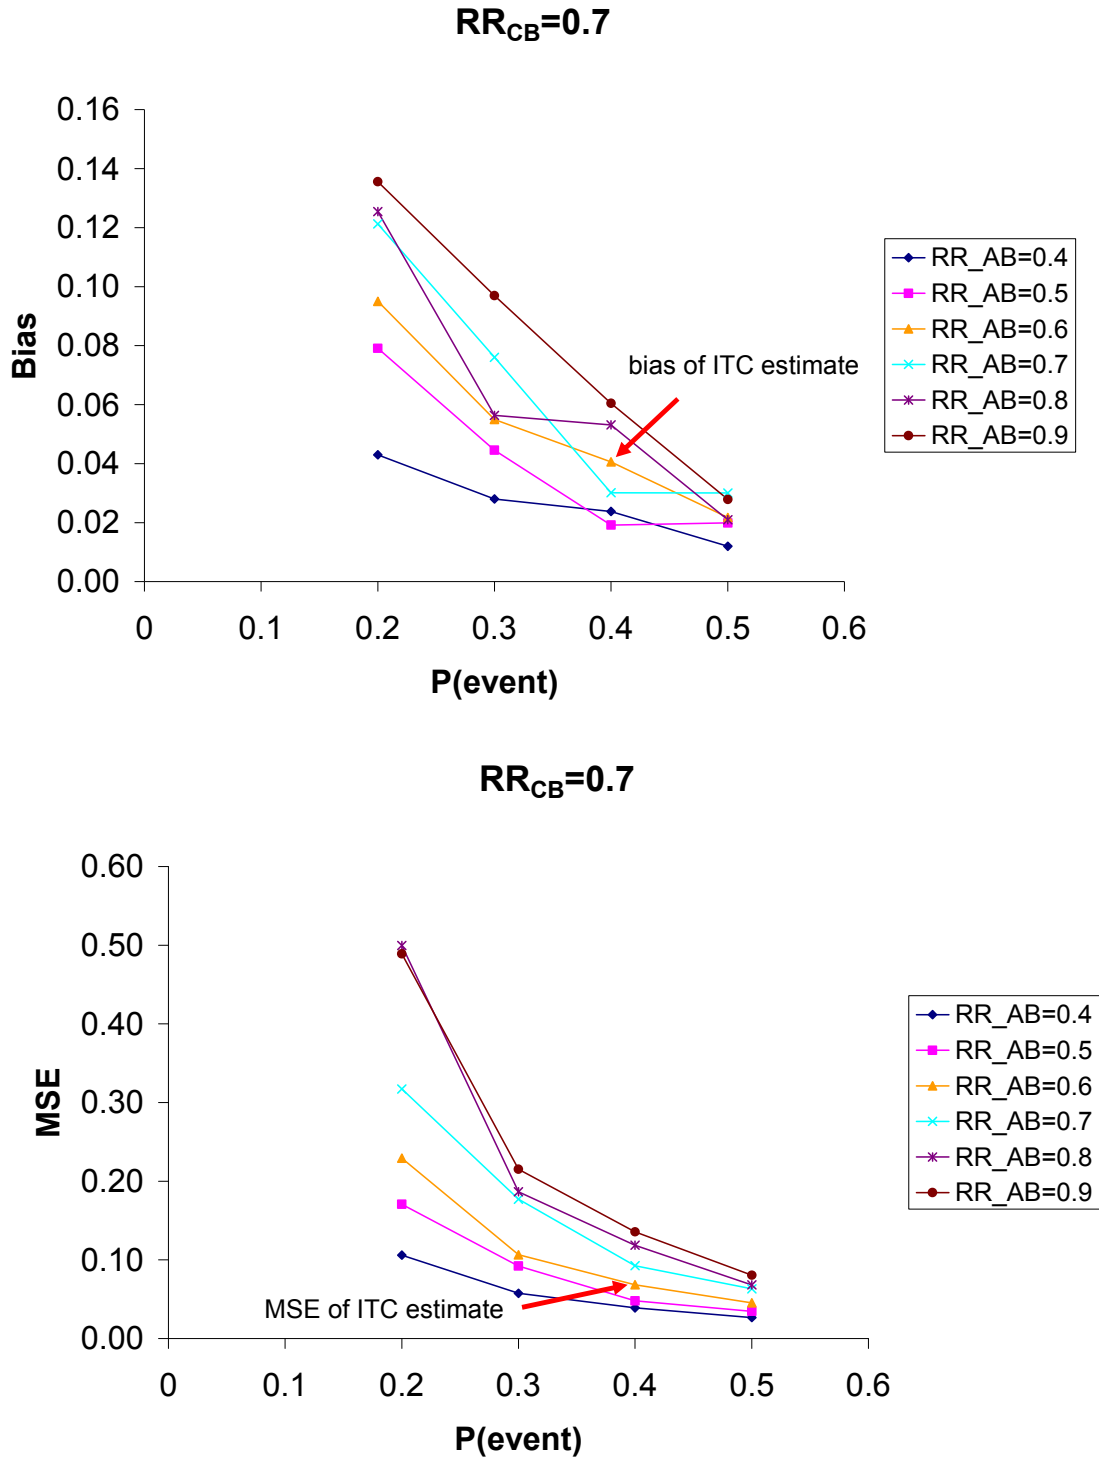 RR_CB=0.7
0.16
0.14
0.12
0.10
0.08
0.06
0.04
0.02
0.00
Bias
bias of ITC estimate
0 0.1 0.2 0.3 0.4 0.5 0.6
P(event)
RR_AB=0.4
RR_AB=0.5
RR_AB=0.6
RR_AB=0.7
RR_AB=0.8
RR_AB=0.9
RR_CB=0.7
0.60
0.50
0.40
0.30
0.20
0.10
0.00
MSE
MSE of ITC estimate
0 0.1 0.2 0.3 0.4 0.5 0.6
P(event)
RR_AB=0.4
RR_AB=0.5
RR_AB=0.6
RR_AB=0.7
RR_AB=0.8
RR_AB=0.9